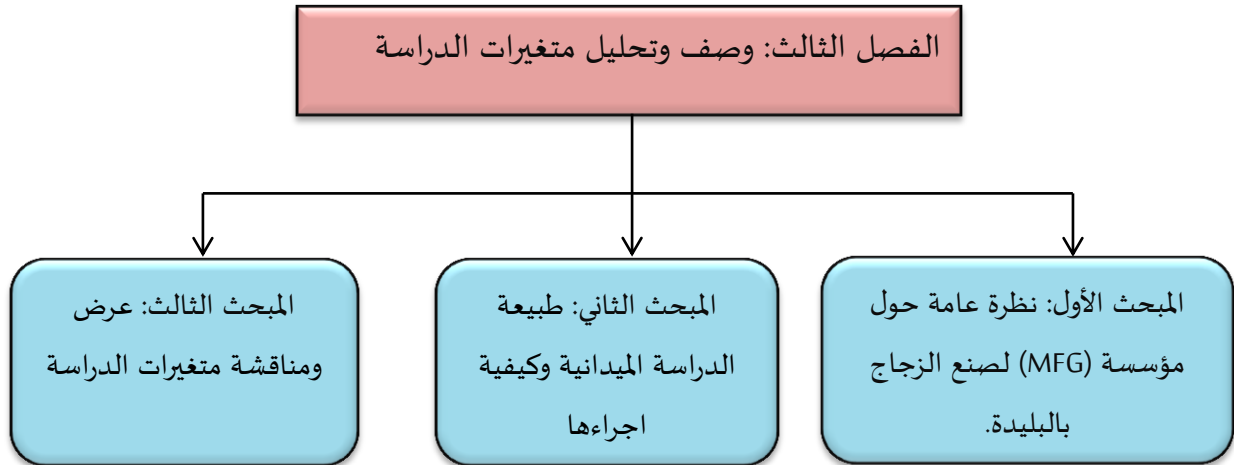 الفصل الثالث: وصف وتحليل متغيرات الدراسة
المبحث الأول: نظرة عامة حول
مؤسسة (MFG) لصنع الزجاج
بالبليدة.
المبحث الثاني: طبيعة
الدراسة الميدانية وكيفية
اجراءها
المبحث الثالث: عرض
ومناقشة متغيرات الدراسة